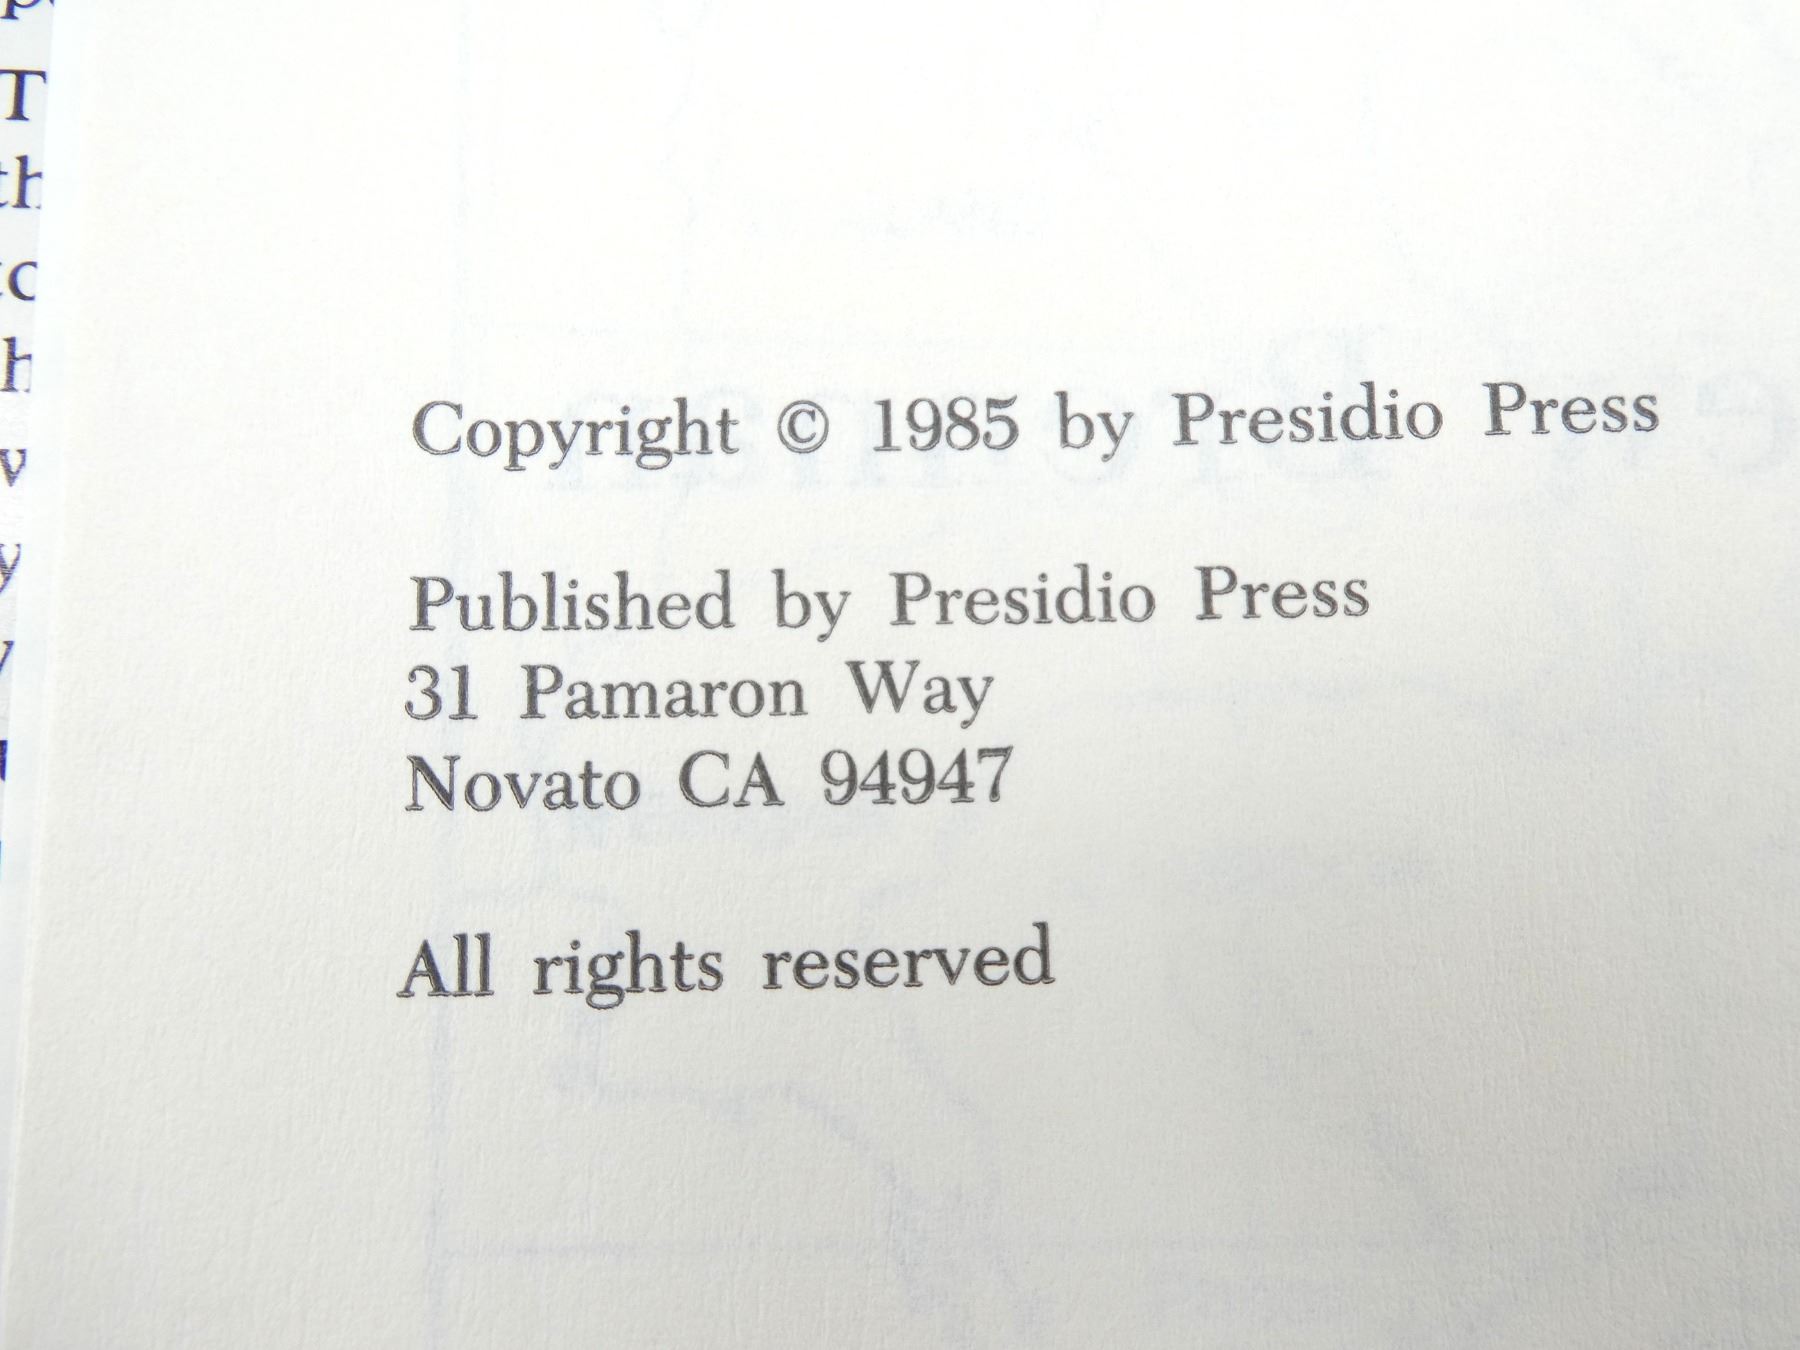 Copyright © 1985 by Presidio Press
Published by Presidio Press
31 Pamaron Way
Novato CA 94947
All rights reserved